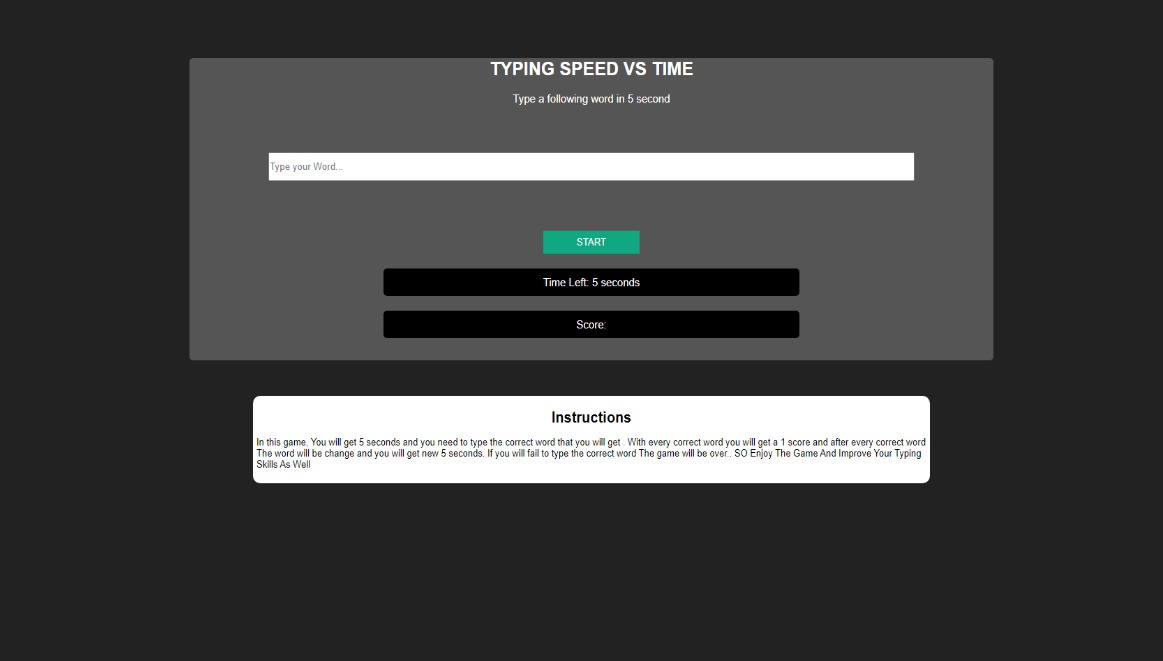 TYPING SPEED VS TIME
Type a following word in 5 second
Type your Word...
START
Time Left: 5 seconds
Score:
Instructions
In this game, You will get 5 seconds and you need to type the correct word that you will get . With every correct word you will get a 1 score and after every correct word
The word will be change and you will get new 5 seconds. If you will fail to type the correct word The game will be over.. SO Enjoy The Game And Improve Your Typing
Skills As Well